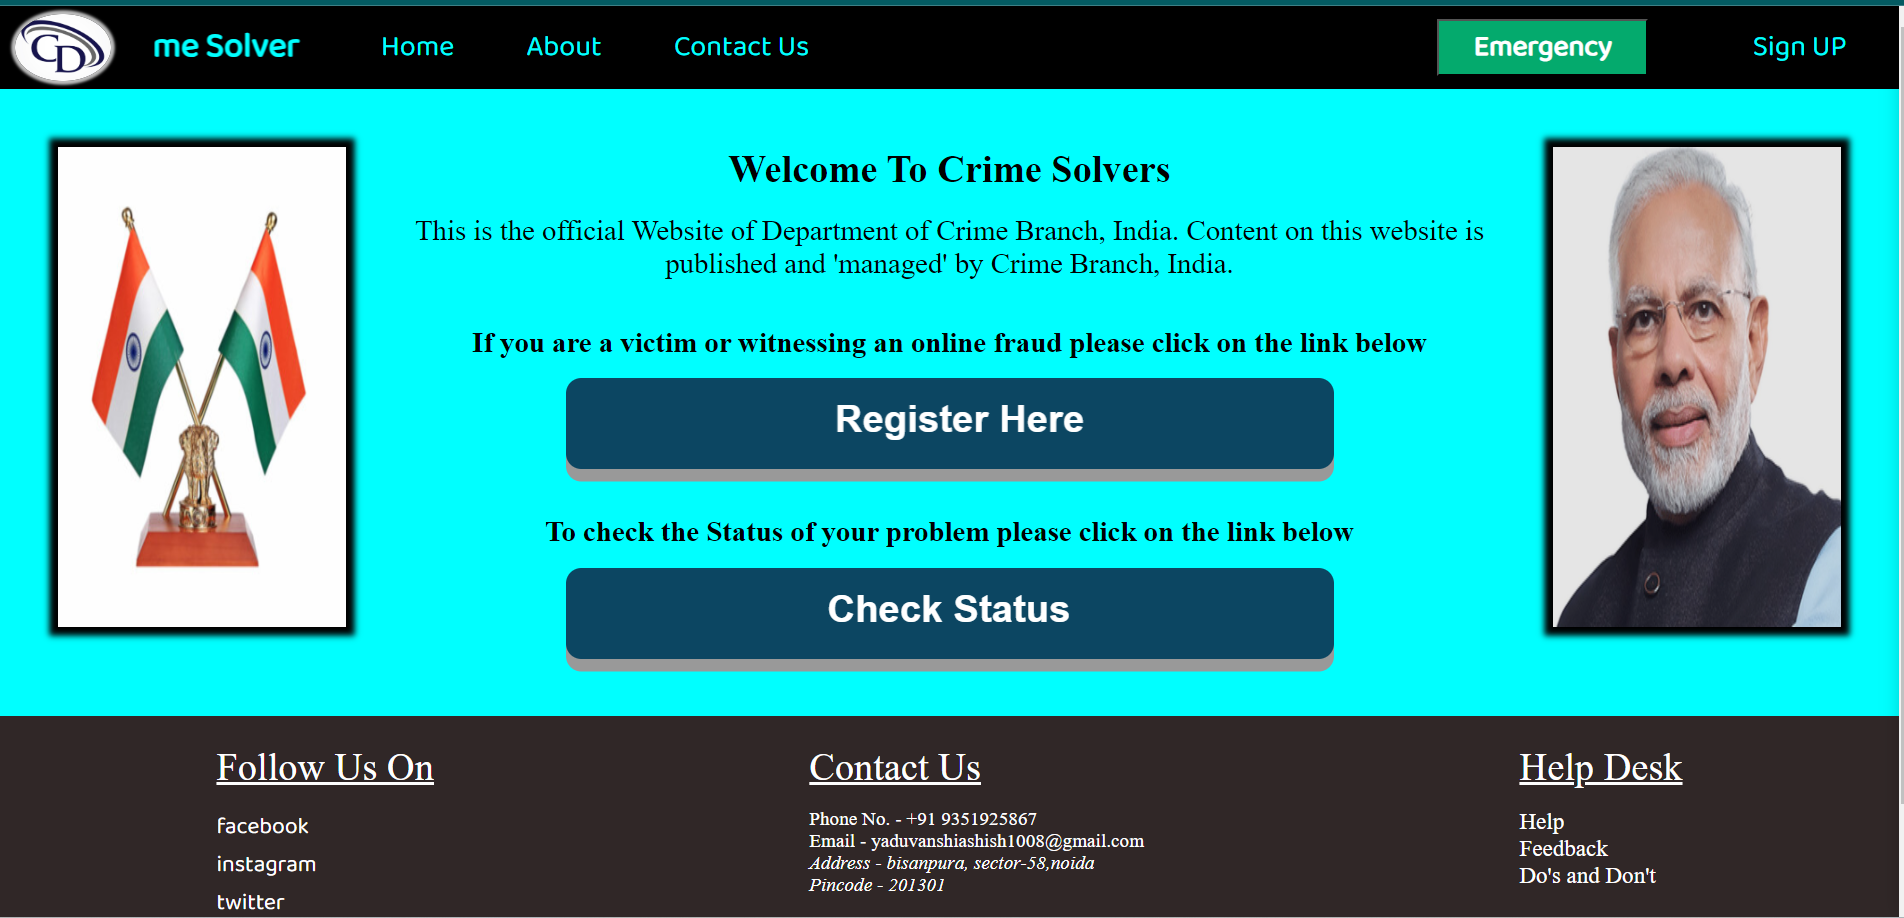 CD
me Solver Home About Contact Us Emergency Sign UP
Welcome To Crime Solvers
This is the official Website of Department of Crime Branch, India. Content on this website is
published and 'managed' by Crime Branch, India.
If you are a victim or witnessing an online fraud please click on the link below
Register Here
To check the Status of your problem please click on the link below
Check Status
Follow Us On
facebook
instagram
twitter
Contact Us
Phone No. - +91 9351925867
Email - yaduvanshiashish1008@gmail.com
Address - bisanpura, sector-58,noida
Pincode - 201301
Help Desk
Help
Feedback
Do's and Don't